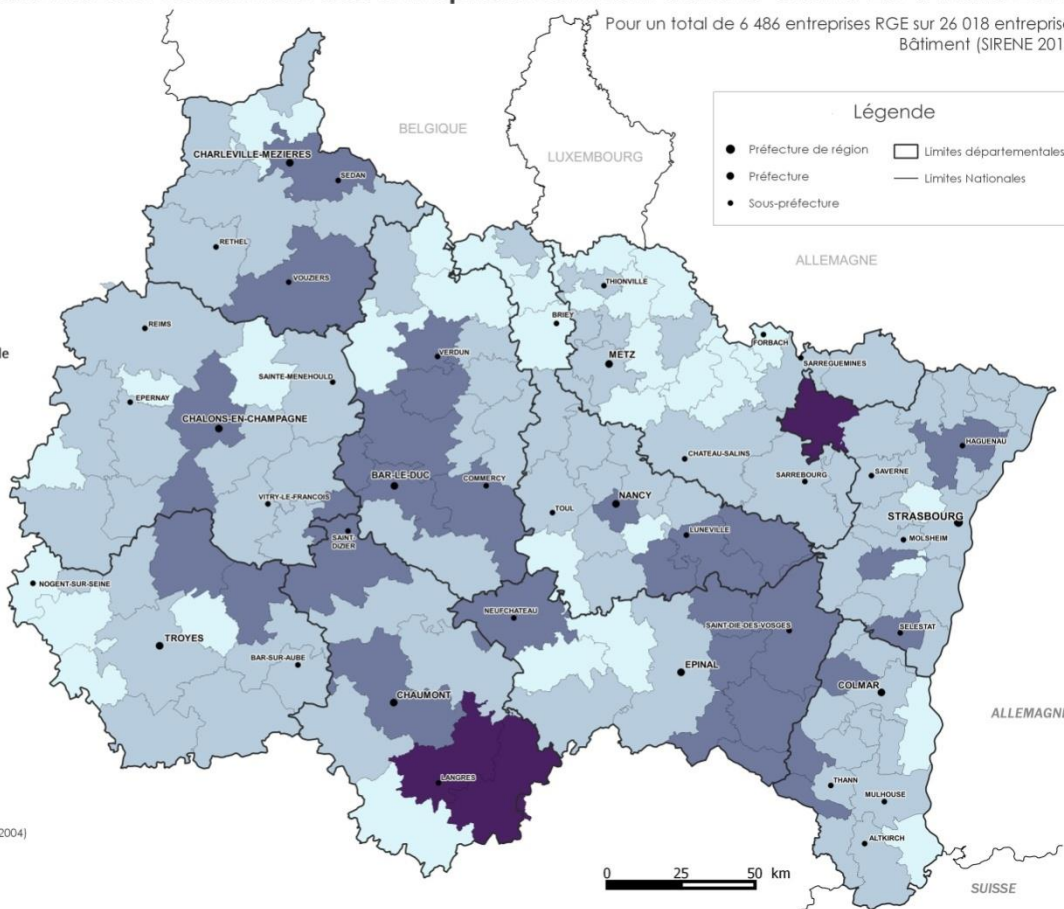 Pour un total de 6 486 entreprises RGE sur 26 018
Bâtiment (SIRENE
Légende
Préfecture de région
Limites départementales
Préfecture
Limites Nationales
Sous-préfecture
BELGIQUE
LUXEMBOURG
ALLEMAGNE
CHARLEVILLE-MEZIERES
SEDAN
RETHEL
VOUZIERS
THIONVILLE
REIMS
BRIEY
FORBACH
VERDUN
METZ
SARREGUEMINES
SAINTE-MENEHOULD
EPERNAY
CHALONS-EN-CHAMPAGNE
HAGUENAU
CHATEAU-SALINS
BAR-LE-DUC
COMMERCY
SARREBOURG
SAVERNE
VITRY-LE-FRANCOIS
NANCY
TOUL
STRASBOURG
SAINT-
DIZIER
LUNEVILLE
MOLSHEIM
NOGENT-SUR-SEINE
NEUFCHATEAU
SAINT-DIE-DES-VOSGES
SELESTAT
TROYES
BAR-SUR-AUBE
EPINAL
COLMAR
CHAUMONT
ALLEMAGNE
LANGRES
THANN
MULHOUSE
2004)
ALTKIRCH
0 25 50 km
SUISSE